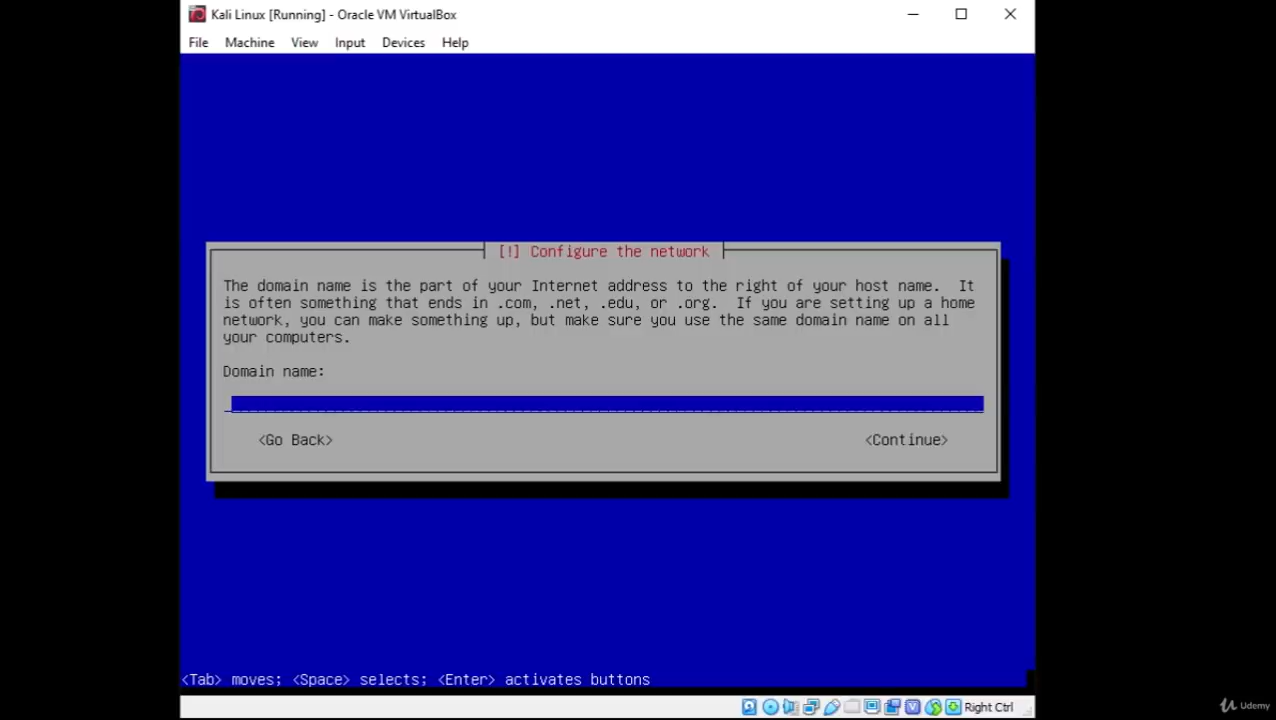 Kali Linux [Running] - Oracle VM VirtualBox
File Machine View Input Devices Help
[!] Configure the network
The domain name is the part of your Internet address to the right of your host name. It
is often something that ends in .com, .net, .edu, or .org. If you are setting up a home
network, you can make something up, but make sure you use the same domain name on all
your computers.
Domain name:
<Go Back> <Continue>
<Tab> moves; <Space> selects; <Enter> activates buttons
Right Ctrl
Udemy